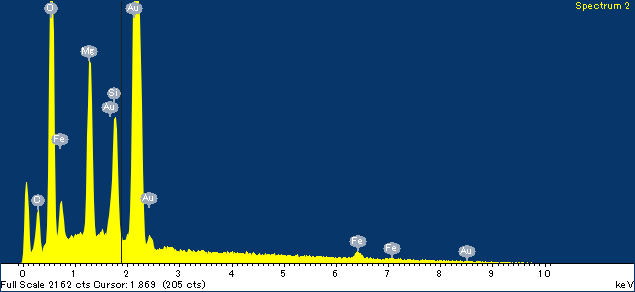 Spectrum 2
O Au
Mg
Si
Au
Fe
C Au
Fe Fe Au
0 1 2 3 4 5 6 7 8 9 10
Full Scale 2162 cts Cursor: 1.869 (205 cts) keV